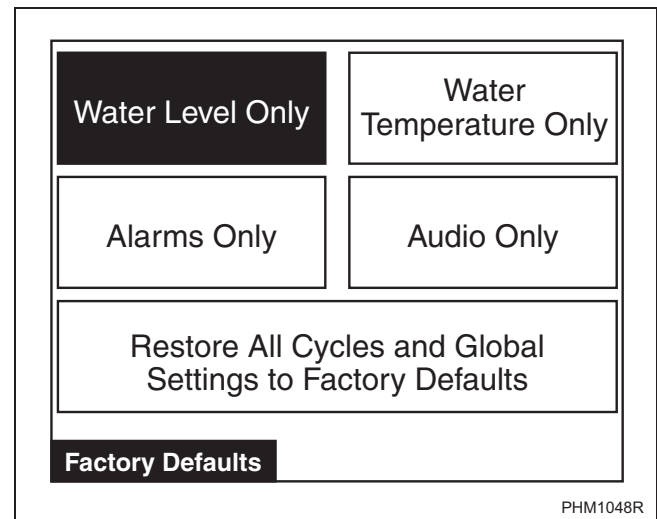 Water Level Only
Water
Temperature Only
Alarms Only
Audio Only
Restore All Cycles and Global
Settings to Factory Defaults
Factory Defaults
PHM1048R